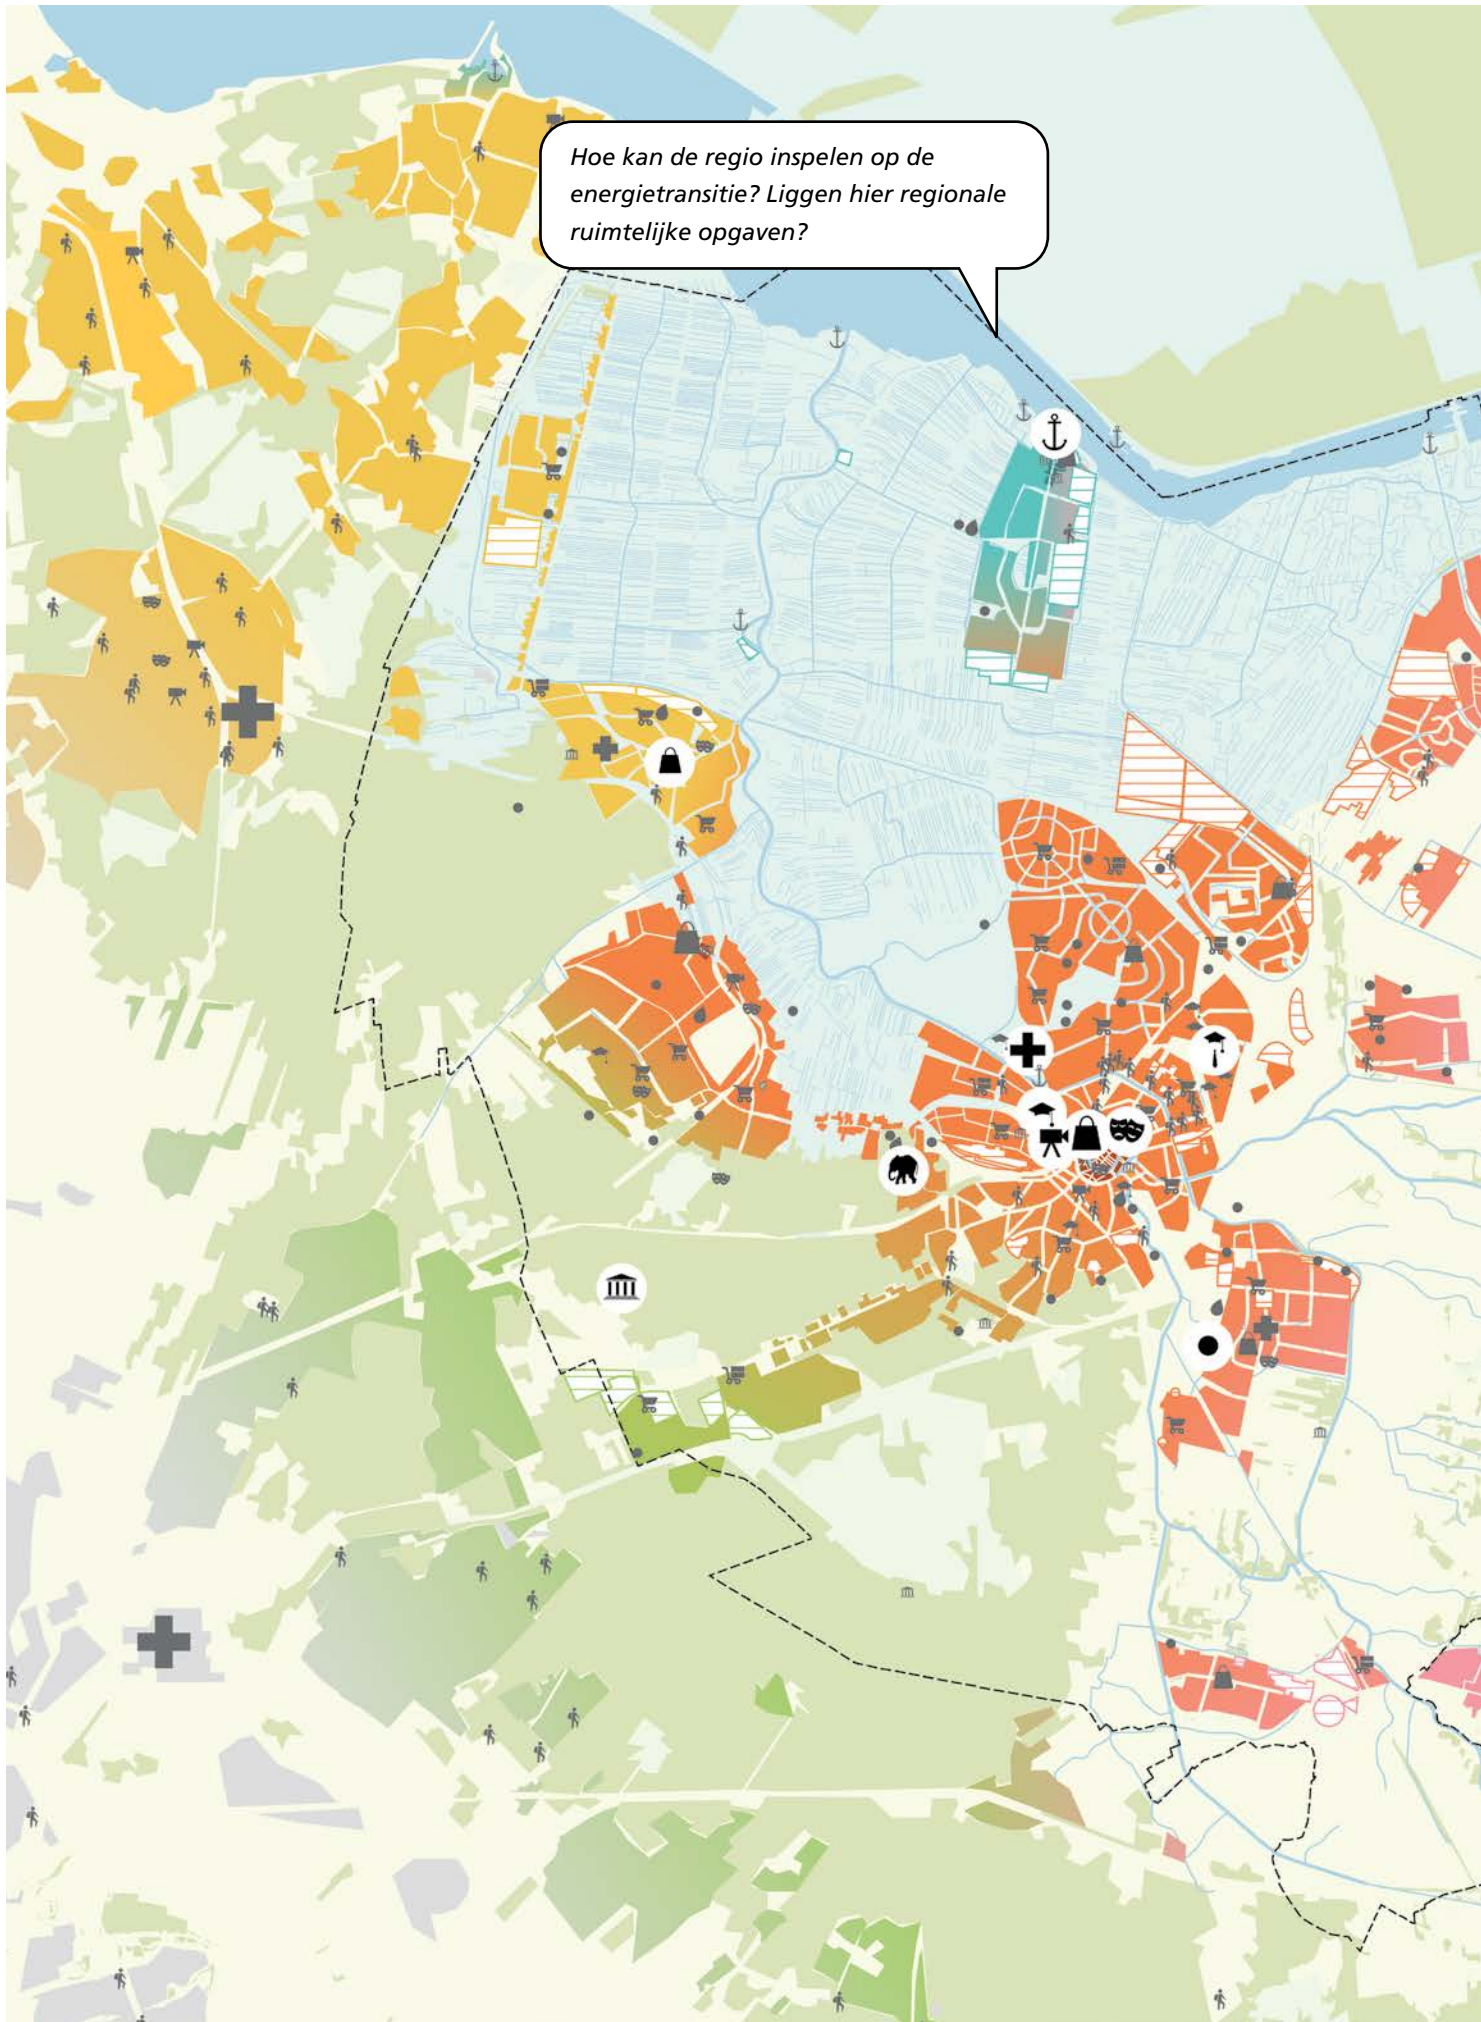 Hoe kan de regio inspelen op de
energietransitie? Liggen hier regionale
ruimtelijke opgaven?